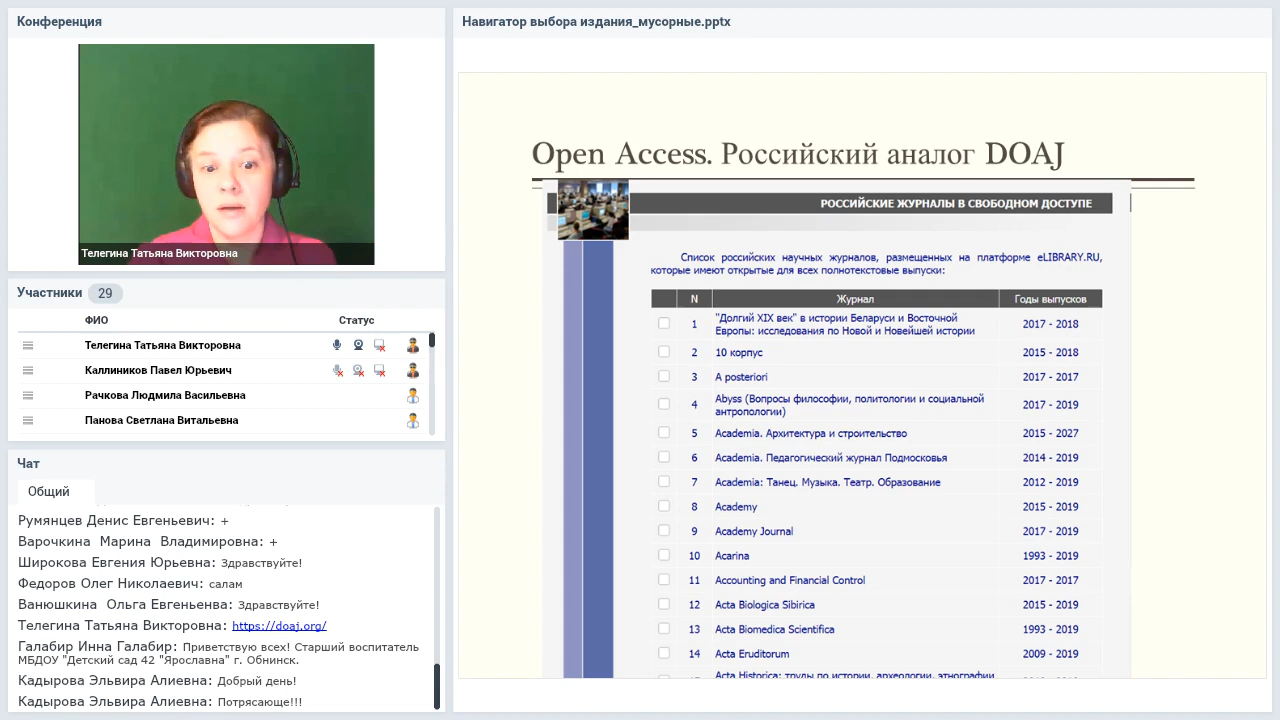 Конференция
Телегина Татьяна Викторовна
Участники 29
ФИО Статус
Телегина Татьяна Викторовна
Каллиников Павел Юрьевич
Рачкова Людмила Васильевна
Панова Светлана Витальевна
Чат
Общий
Румянцев Денис Евгеньевич: +
Варочкина Марина Владимировна: +
Широкова Евгения Юрьевна: Здравствуйте!
Федоров Олег Николаевич: салам
Ванюшкина Ольга Евгеньенва: Здравствуйте!
Телегина Татьяна Викторовна: https://doaj.org/
Галабир Инна Галабир: Приветствую всех! Старший воспитатель
МБДОУ "Детский сад 42 "Ярославна" г. Обнинск.
Кадырова Эльвира Алиевна: Добрый день!
Кадырова Эльвира Алиевна: Потрясающе!!!
Навигатор выбора издания_мусорные.pptx
Open Access. Российский аналог DOAJ
РОССИЙСКИЕ ЖУРНАЛЫ В СВОБОДНОМ ДОСТУПЕ
Список российских научных журналов, размещенных на платформе eLIBRARY.RU,
которые имеют открытые для всех полнотекстовые выпуски:
N Журнал Годы выпусков
1 "Долгий XIX век" в истории Беларуси и Восточной
Европы: исследования по Новой и Новейшей истории 2017 - 2018
2 10 корпус 2015 - 2018
3 A posteriori 2017 - 2017
4 Abyss (Вопросы философии, политологии и социальной
антропологии) 2017 - 2019
5 Academia. Архитектура и строительство 2015 - 2027
6 Academia. Педагогический журнал Подмосковья 2014 - 2019
7 Academia: Танец. Музыка. Театр. Образование 2012 - 2019
8 Academy 2015 - 2019
9 Academy Journal 2017 - 2019
10 Acarina 1993 - 2019
11 Accounting and Financial Control 2017 - 2017
12 Acta Biologica Sibirica 2015 - 2019
13 Acta Biomedica Scientifica 1993 - 2019
14 Acta Eruditorum 2009 - 2019
Acta Historica: труды по истории, археологии, этнографии